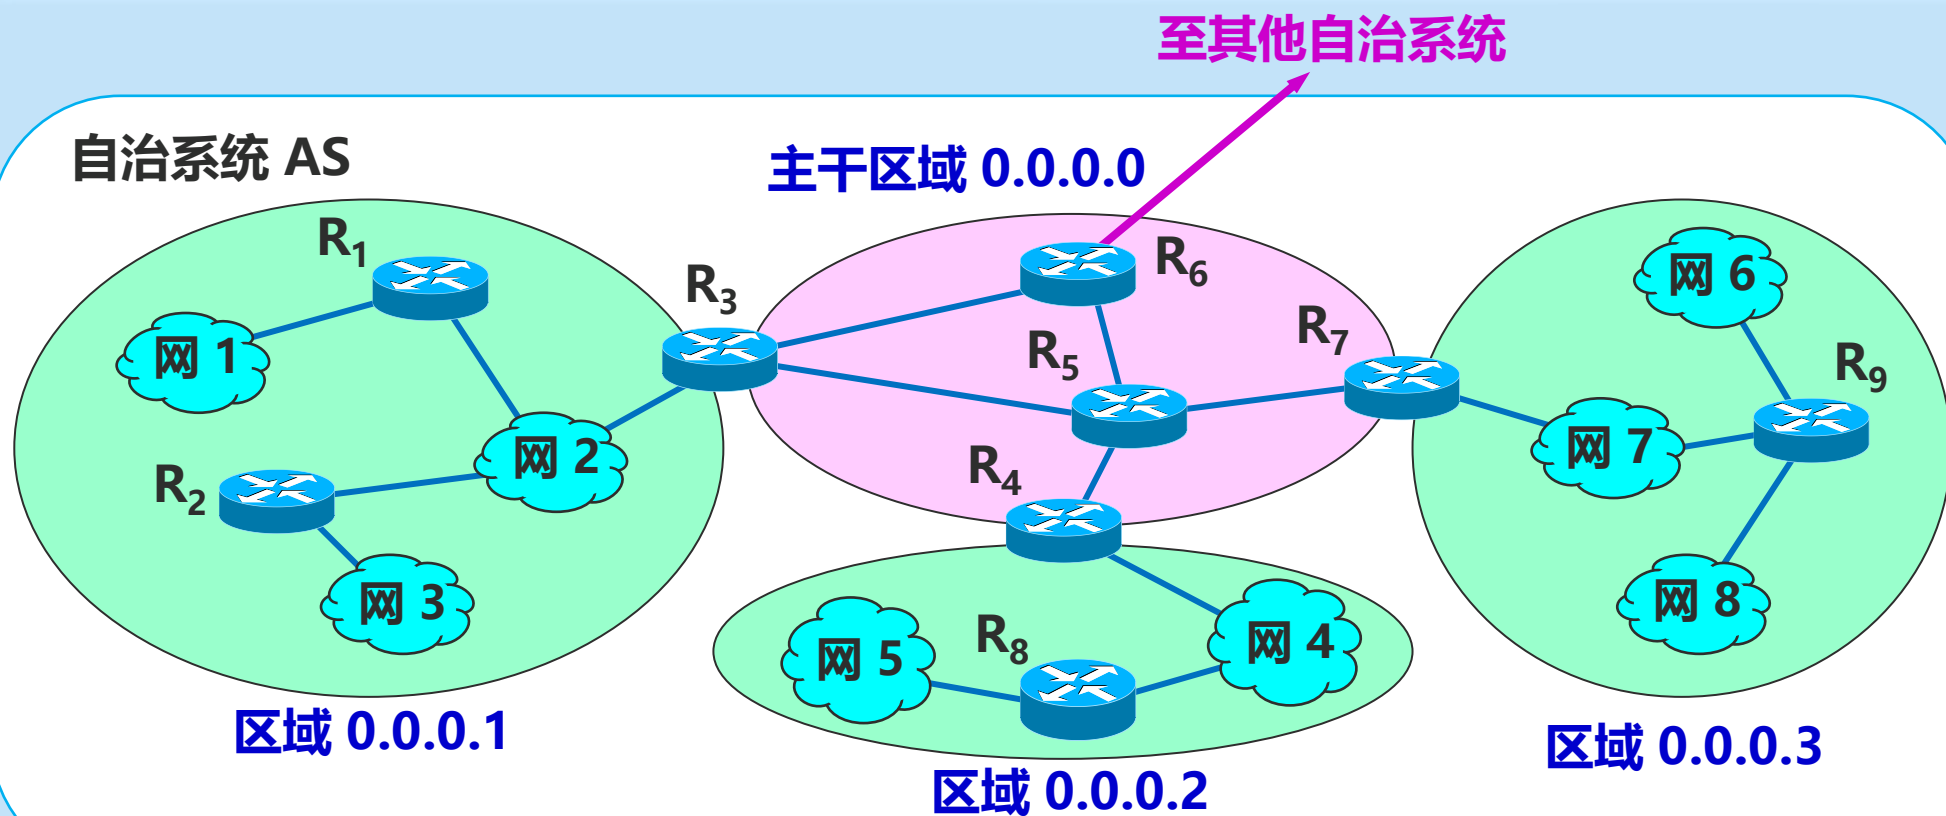 至其他自治系统
自治系统 AS
主干区域 0.0.0.0
R1
R3
R6
网 6
网 1
R5
R7
R9
R2
网 2
R4
网 7
网 3
网 8
R8
网 5
网 4
区域 0.0.0.1
区域 0.0.0.2
区域 0.0.0.3